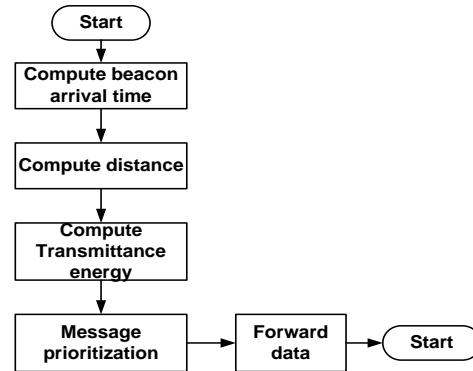 Start
Compute beacon
arrival time
Compute distance
Compute
Transmittance
energy
Message
prioritization
Forward
data
Start